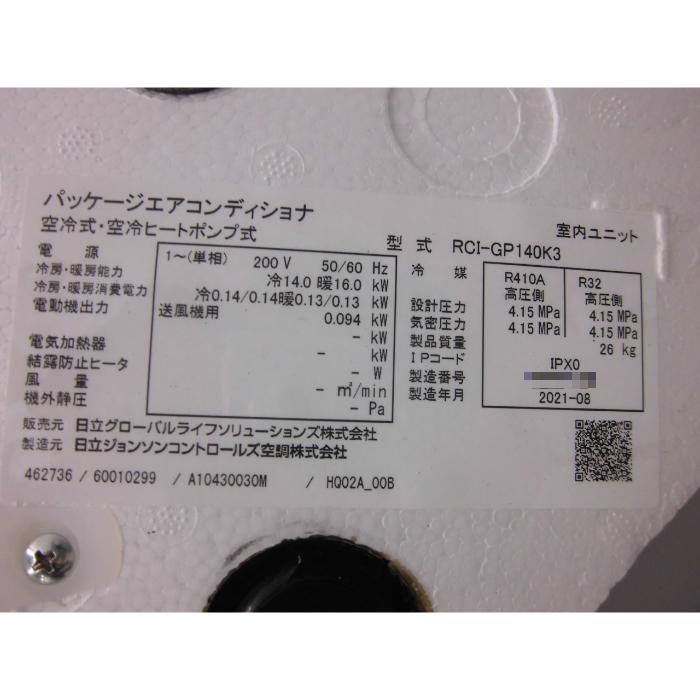 パッケージエアコンディショナ
空冷式・空冷ヒートポンプ式
室内ユニット
型式 RCI-GP140K3
電源 1～(単相) 200 V 50/60 Hz
冷房・暖房能力 冷14.0 暖16.0 kW
冷房・暖房消費電力 冷0.14/0.14暖0.13/0.13 kW
電動機出力 送風機用 0.094 kW
- kW
電気加熱器 - kW
結露防止ヒータ - W
風量 - m³/min
機外静圧 - Pa
冷媒 R410A R32
高圧側 高圧側
設計圧力 4.15 MPa 4.15 MPa
気密圧力 4.15 MPa 4.15 MPa
製品質量 26 kg
IPコード IPX0
製造番号
製造年月 2021-08
販売元 日立グローバルライフソリューションズ株式会社
製造元 日立ジョンソンコントロールズ空調株式会社
462736 / 60010299 / A10430030M / HQ02A_00B